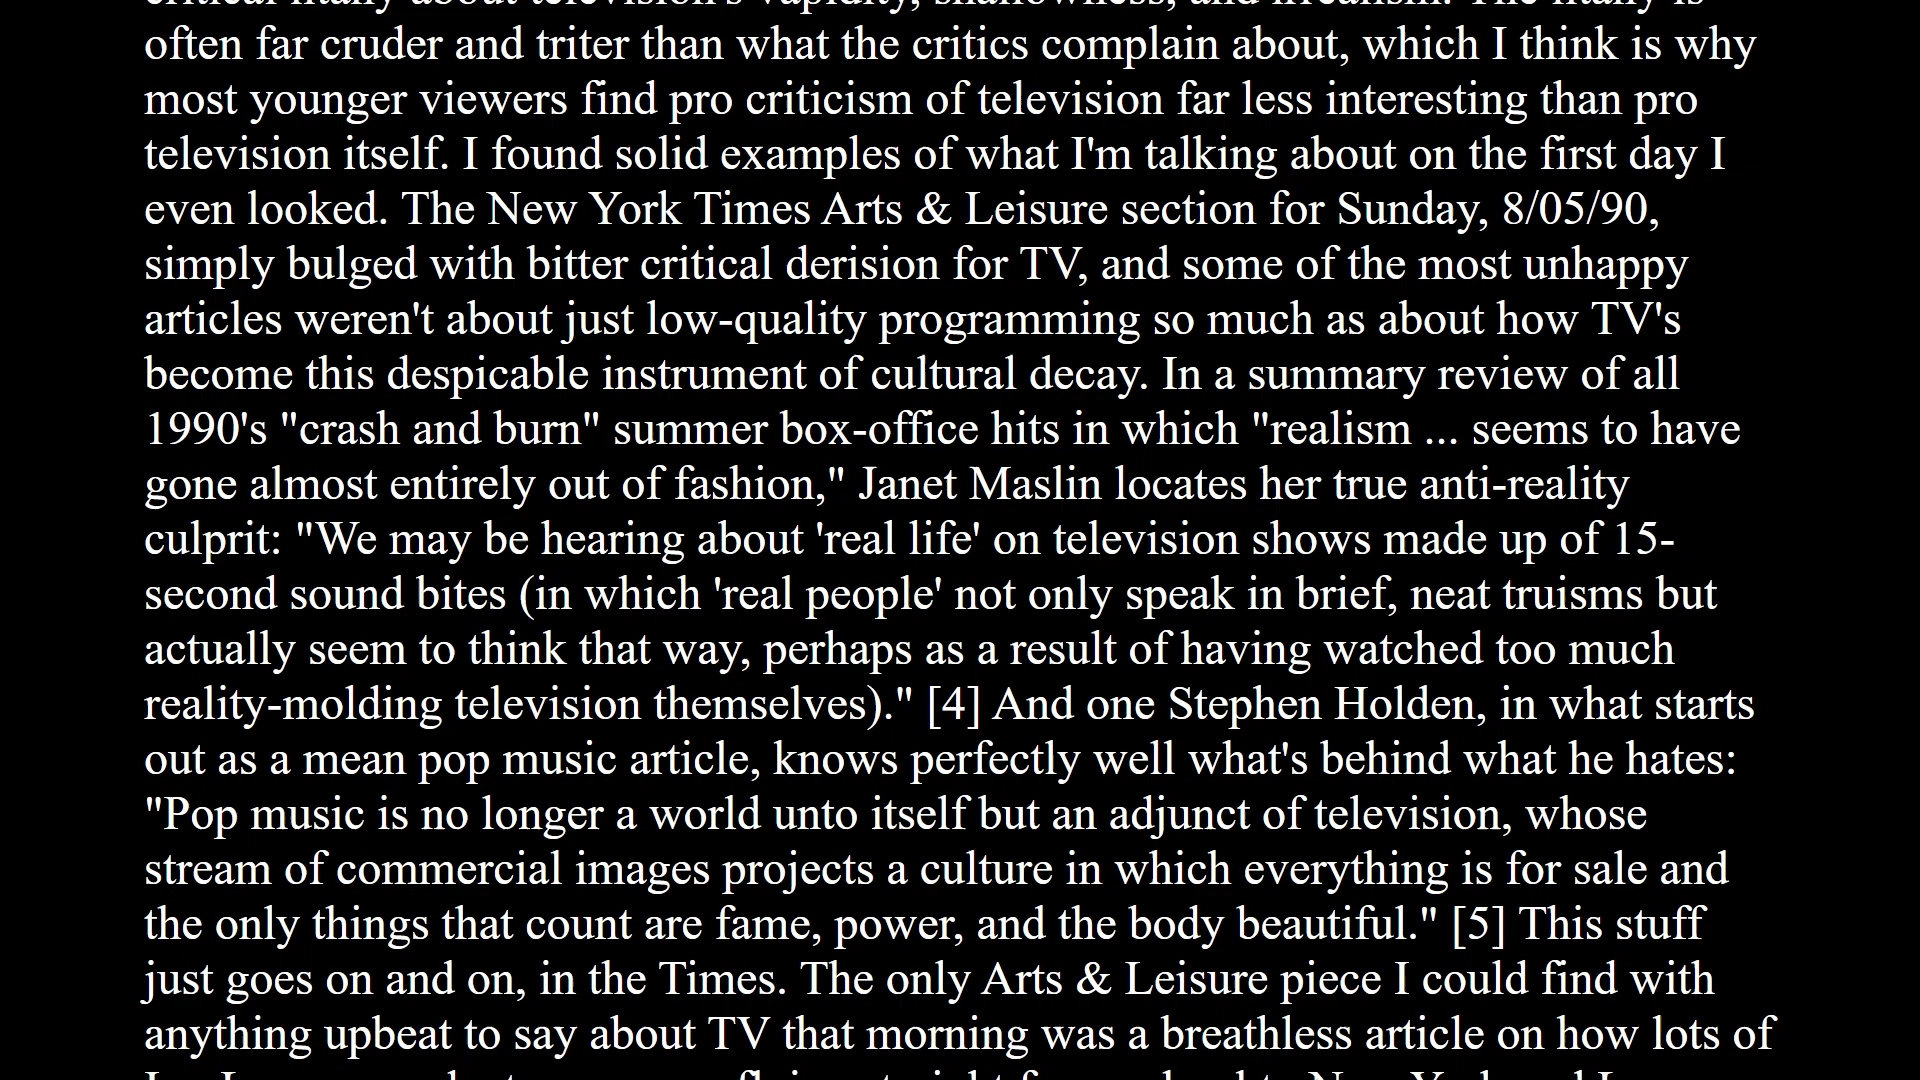 critical many about television's vapidity, shallowness, and irrealism. The many is
often far cruder and triter than what the critics complain about, which I think is why
most younger viewers find pro criticism of television far less interesting than pro
television itself. I found solid examples of what I'm talking about on the first day I
even looked. The New York Times Arts & Leisure section for Sunday, 8/05/90,
simply bulged with bitter critical derision for TV, and some of the most unhappy
articles weren't about just low-quality programming so much as about how TV's
become this despicable instrument of cultural decay. In a summary review of all
1990's "crash and burn" summer box-office hits in which "realism ... seems to have
gone almost entirely out of fashion," Janet Maslin locates her true anti-reality
culprit: "We may be hearing about 'real life' on television shows made up of 15-
second sound bites (in which 'real people' not only speak in brief, neat truisms but
actually seem to think that way, perhaps as a result of having watched too much
reality-molding television themselves)." [4] And one Stephen Holden, in what starts
out as a mean pop music article, knows perfectly well what's behind what he hates:
"Pop music is no longer a world unto itself but an adjunct of television, whose
stream of commercial images projects a culture in which everything is for sale and
the only things that count are fame, power, and the body beautiful." [5] This stuff
just goes on and on, in the Times. The only Arts & Leisure piece I could find with
anything upbeat to say about TV that morning was a breathless article on how lots of